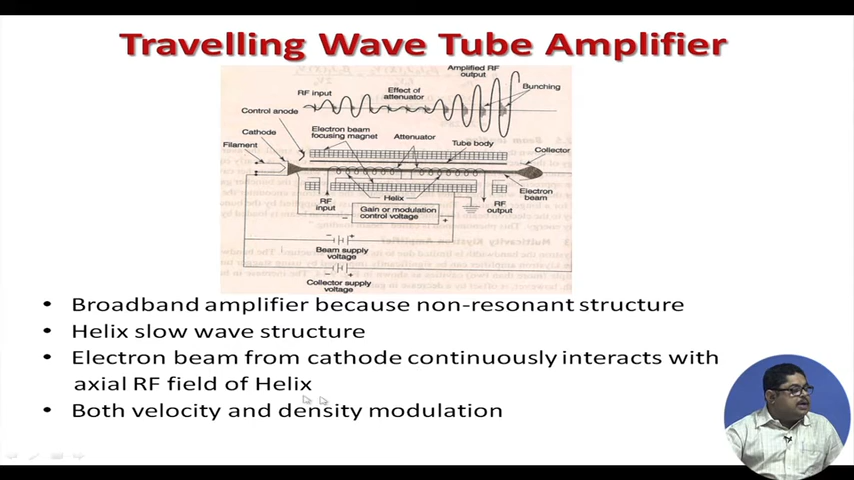 Travelling Wave Tube Amplifier
Amplified RF
output
Bunching
RF input
Effect of
attenuator
Control anode
Cathode
Electron beam
focusing magnet
Attenuator
Tube body
Filament
Collector
Helix
Electron
beam
RF
input
Gain or modulation
control voltage
RF
output
Beam supply
voltage
Collector supply
voltage
• Broadband amplifier because non-resonant structure
• Helix slow wave structure
• Electron beam from cathode continuously interacts with
axial RF field of Helix
• Both velocity and density modulation